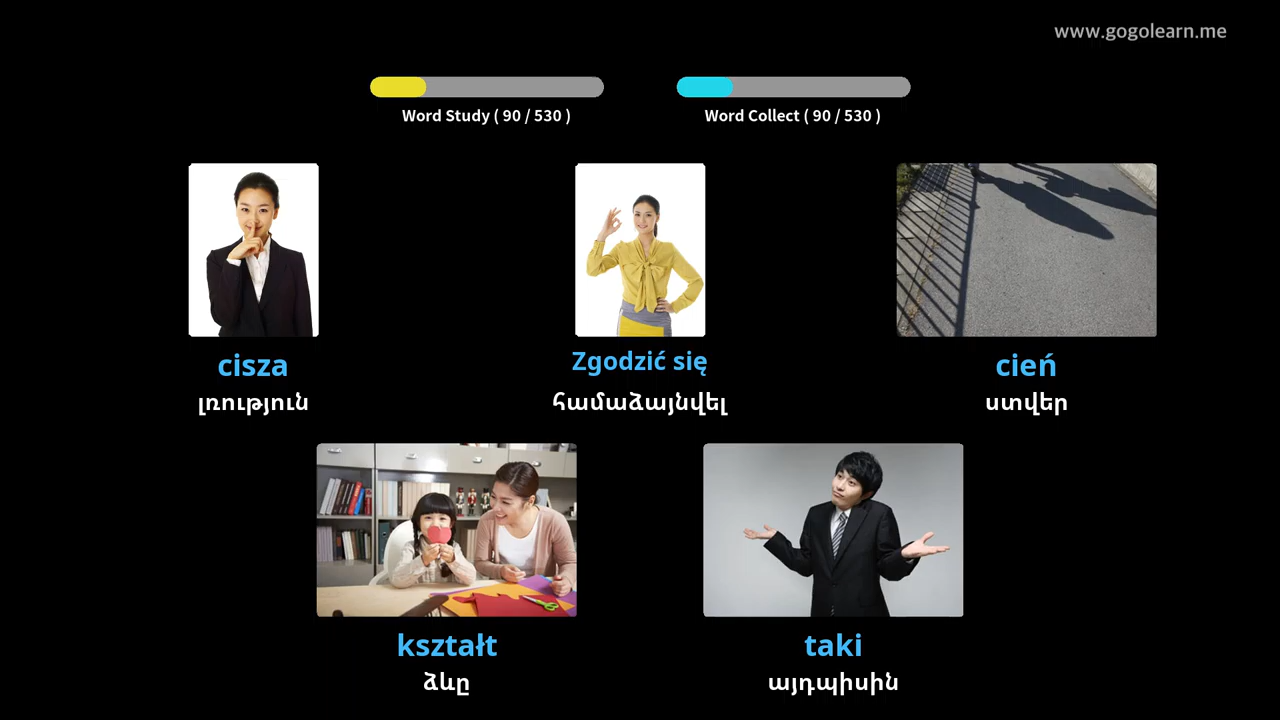 www.gogolearn.me
Word Study ( 90 / 530 )
Word Collect ( 90 / 530 )
cisza
լռություն
Zgodzić się
համաձայնվել
cień
ստվեր
kształt
ձևը
taki
այդպիսին